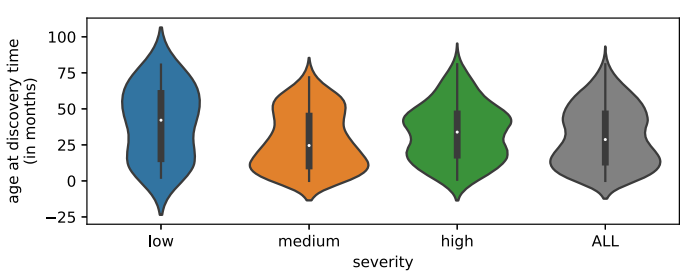 age at discovery time
(in months)
100
75
50
25
0
−25
low
medium
high
ALL
severity